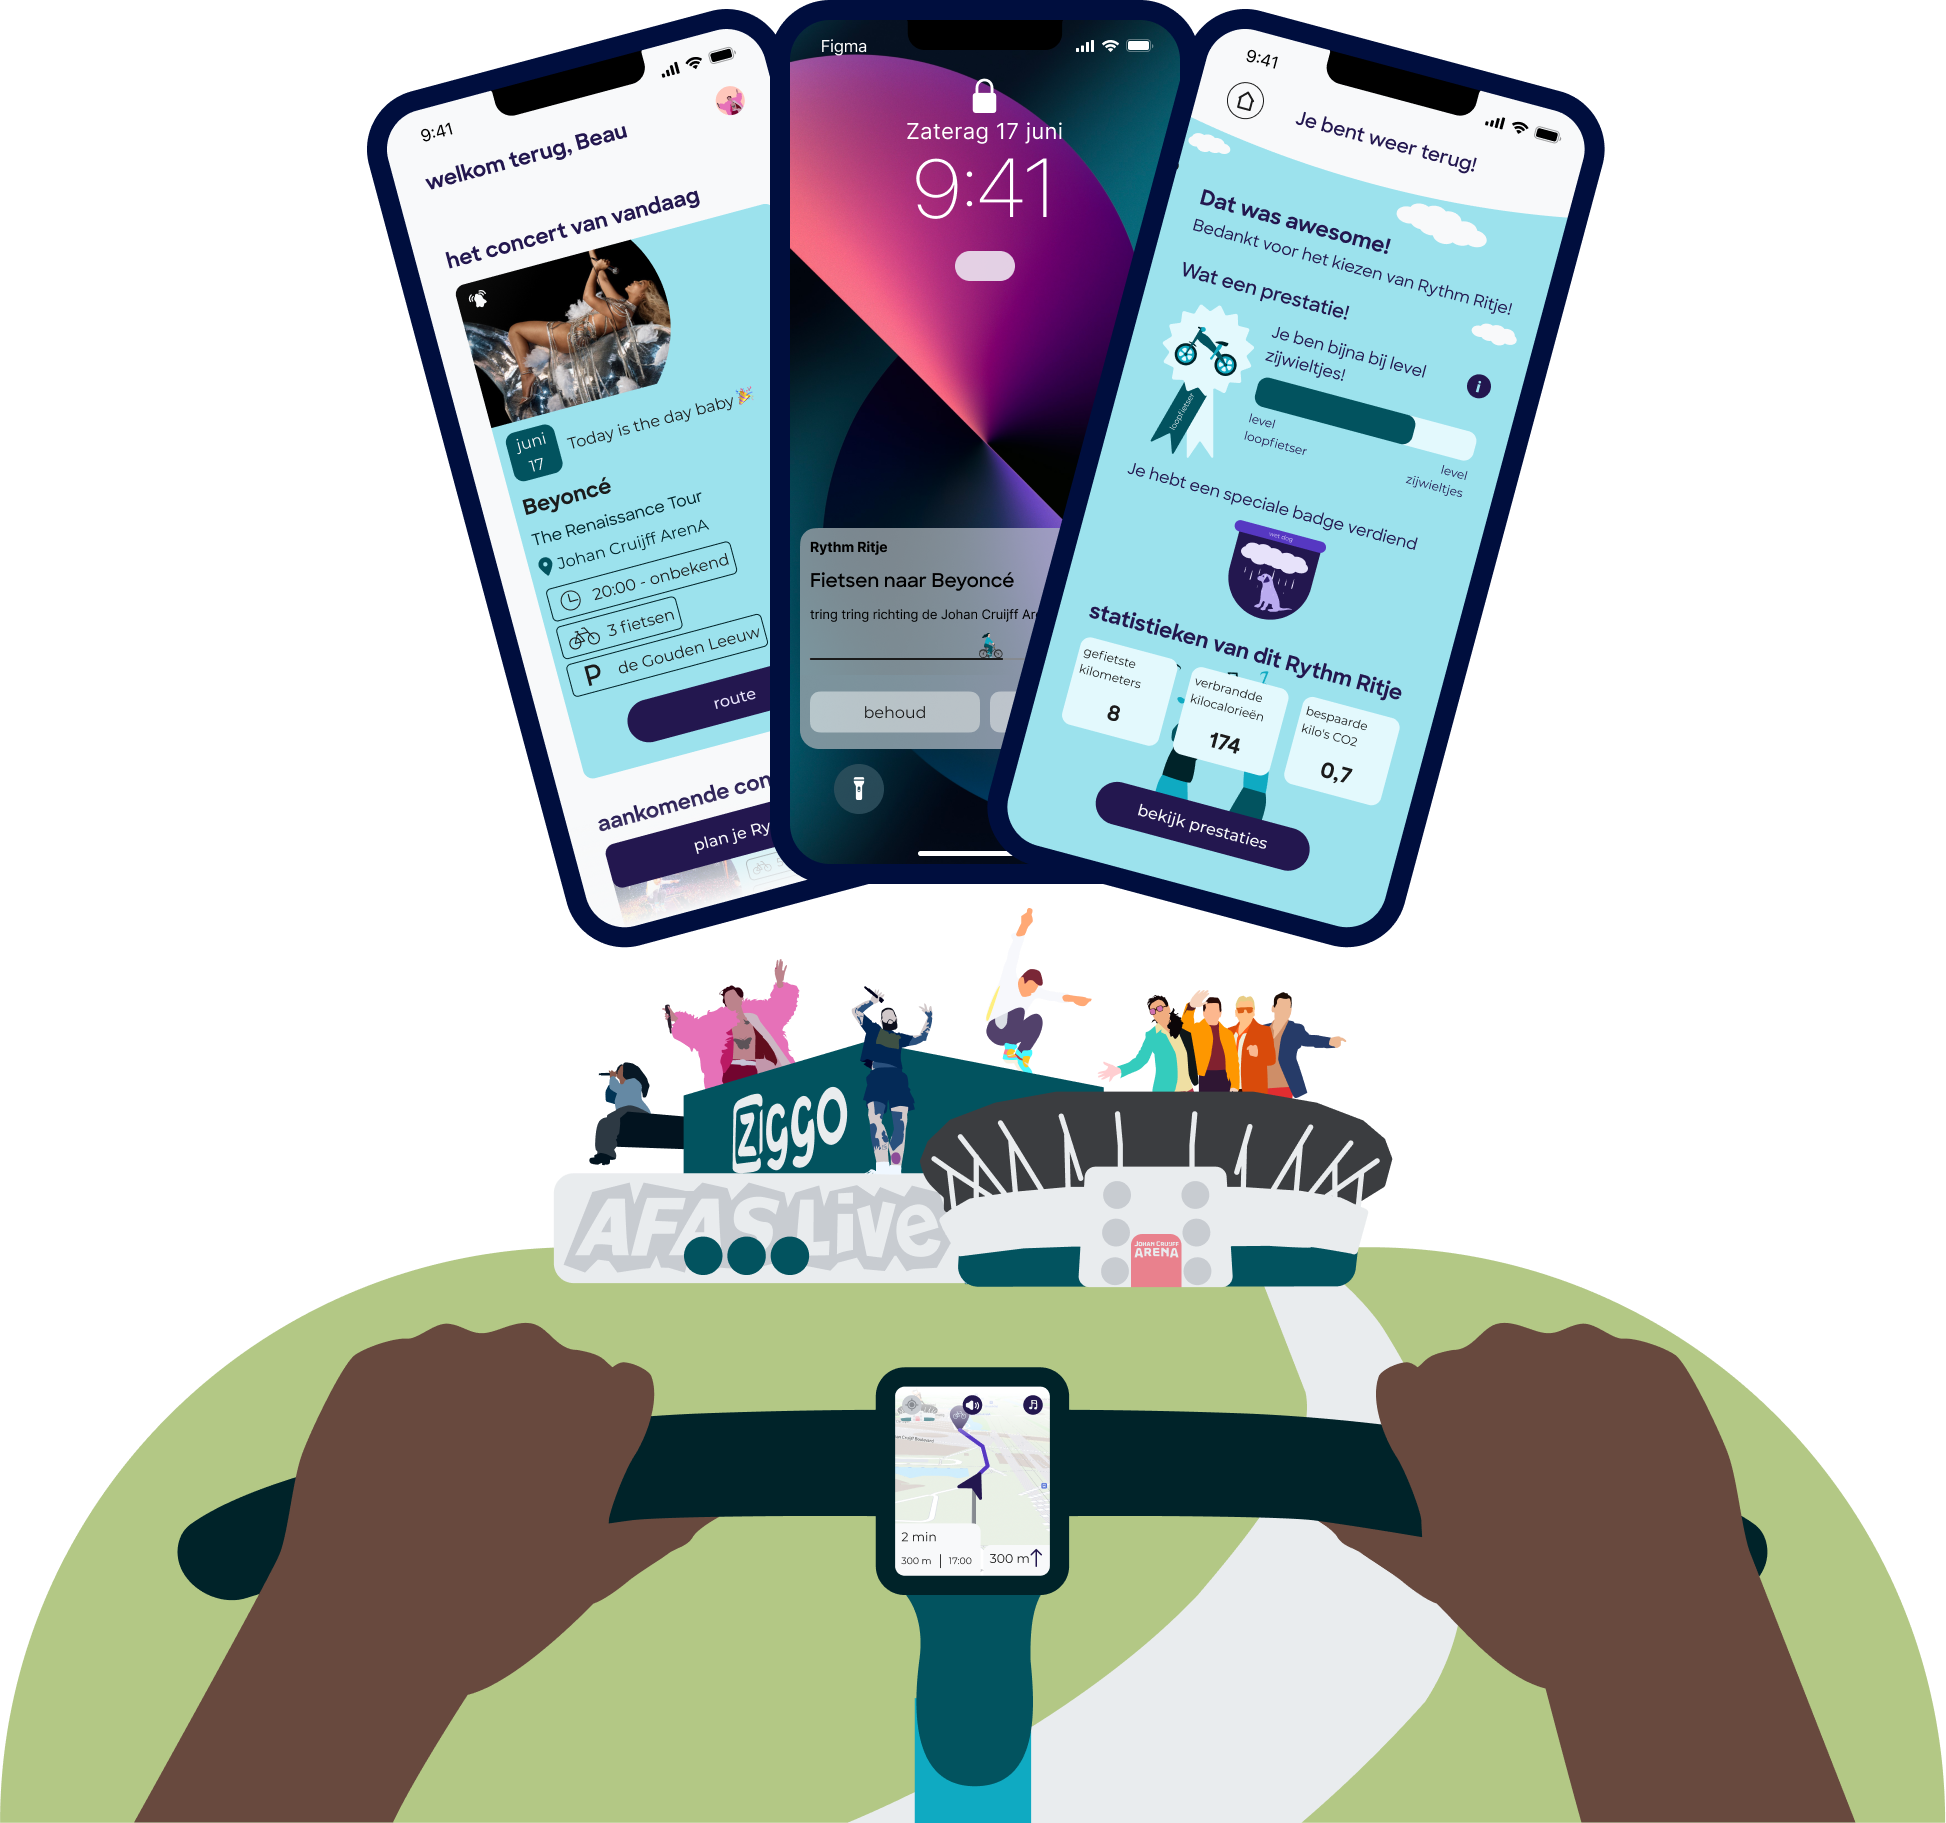 9:41
welkom terug, Beau
het concert van vandaag
juni
17
Today is the day baby🎉
Beyoncé
The Renaissance Tour
Johan Cruijff ArenA
20:00 - onbekend
3 fietsen
P de Gouden Leeuw
route
aankomende con
plan je Ry
Figma
Zaterag 17 juni
9:41
Rythm Ritje
Fietsen naar Beyoncé
tring tring richting de Johan Cruijff Are
behoud
9:41
Je bent weer terug!
Dat was awesome!
Bedankt voor het kiezen van Rythm Ritje!
Wat een prestatie!
Je ben bijna bij level
zijwieltjes!
i
loopfietser
level
loopfietser
level
zijwieltjes
Je hebt een speciale badge verdiend
wet dog
statistieken van dit Rythm Ritje
gefietste
kilometers
8
verbrandde
kilocalorieën
174
bespaarde
kilo's CO2
0,7
bekijk prestaties
ZIGGO
AFAS Live
JOHAN CRUIJFF
ARENA
2 min
300 m | 17:00
300 m